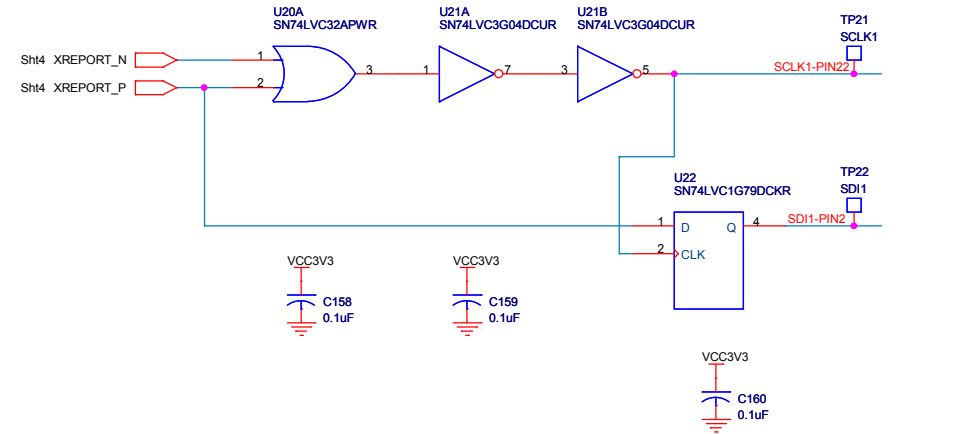 U20A
SN74LVC32APWR
U21A
SN74LVC3G04DCUR
U21B
SN74LVC3G04DCUR
TP21
SCLK1
Sht4 XREPORT_N
1
3
1
7
3
5
SCLK1-PIN22
Sht4 XREPORT_P
2
U22
SN74LVC1G79DCKR
TP22
SDI1
1
D
Q
4
SDI1-PIN2
2
CLK
VCC3V3
C158
0.1uF
VCC3V3
C159
0.1uF
VCC3V3
C160
0.1uF